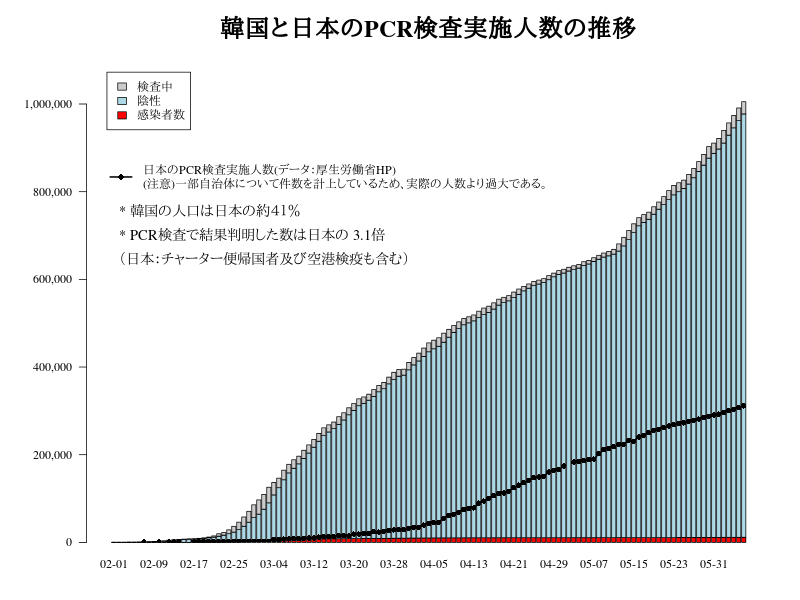 韓国と日本のPCR検査実施人数の推移
検査中
陰性
感染者数
日本のPCR検査実施人数(データ：厚生労働省HP)
(注意)一部自治体について件数を計上しているため、実際の人数より過大である。
* 韓国の人口は日本の約41%
* PCR検査で結果判明した数は日本の 3.1倍
（日本：チャーター便帰国者及び空港検疫も含む）
1,000,000
800,000
600,000
400,000
200,000
0
02-01 02-09 02-17 02-25 03-04 03-12 03-20 03-28 04-05 04-13 04-21 04-29 05-07 05-15 05-23 05-31